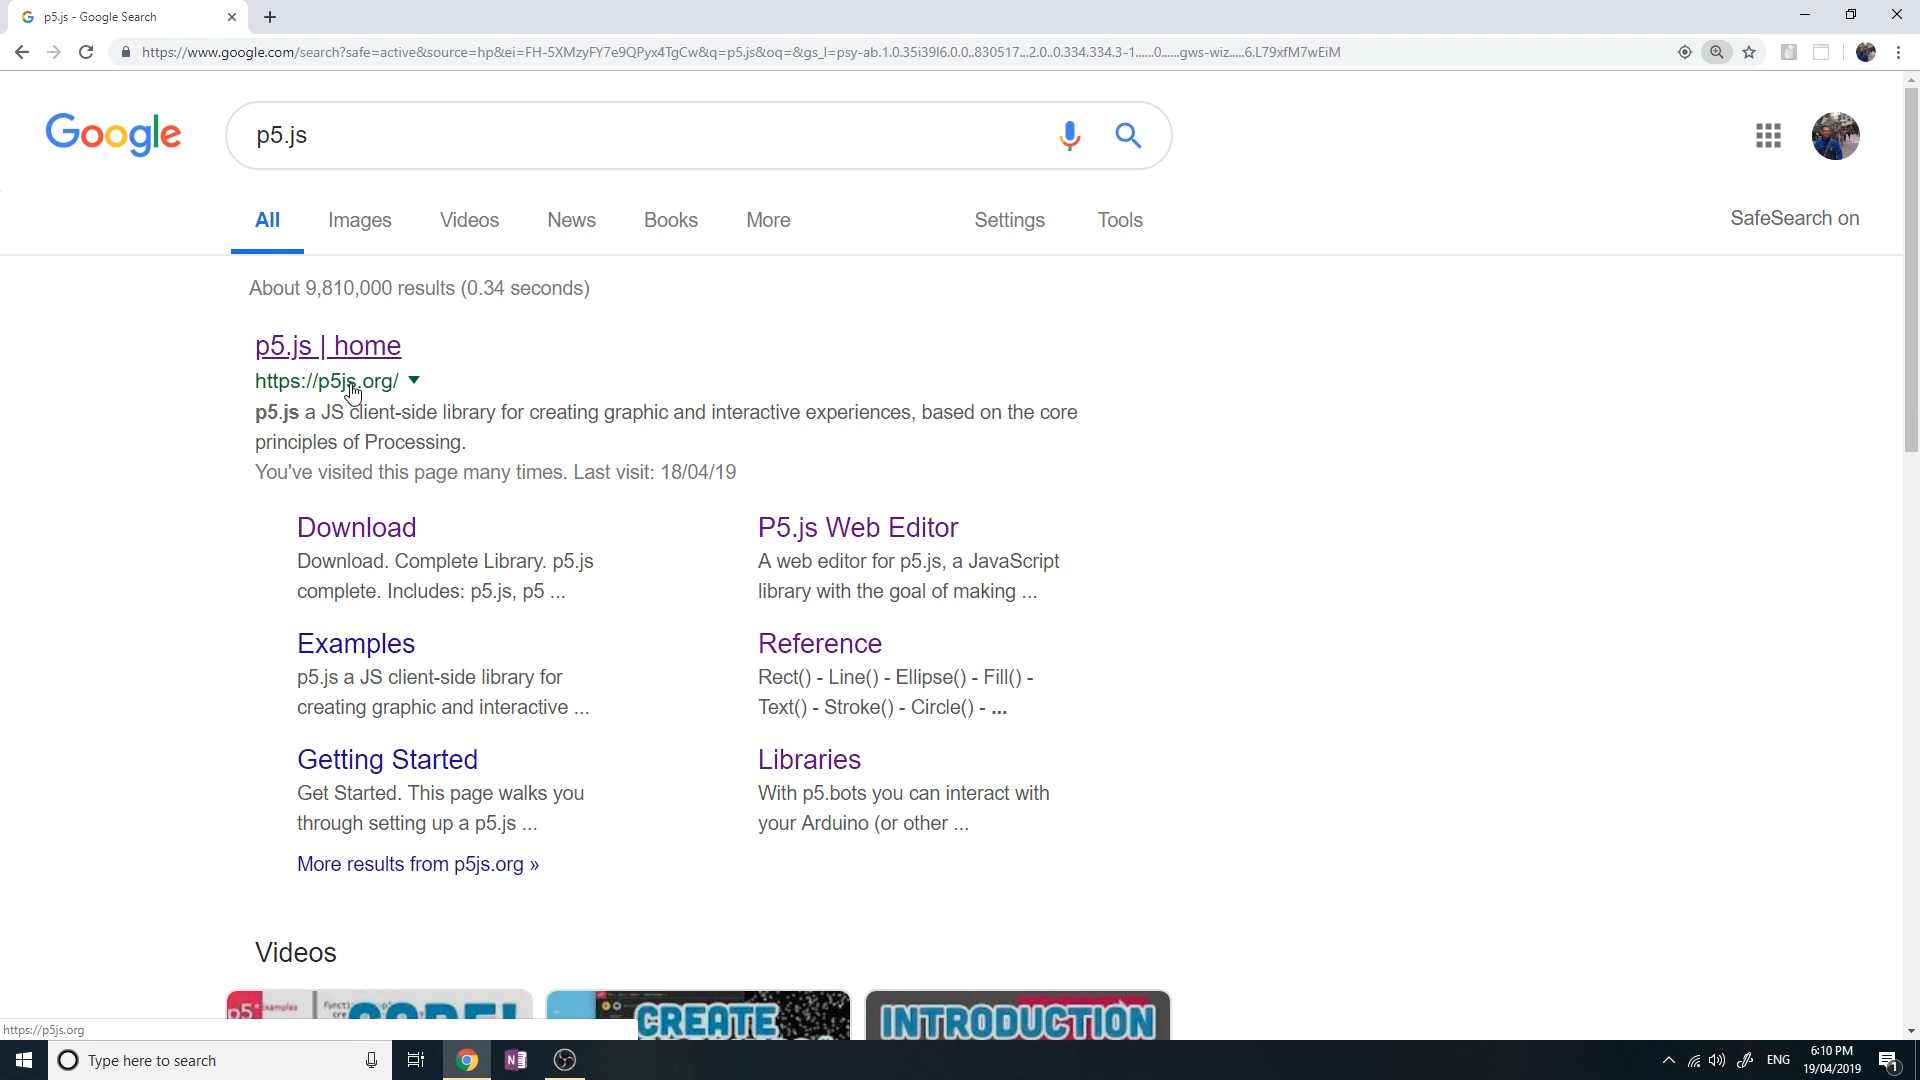 p5.js - Google Search
https://www.google.com/search?safe=active&source=hp&ei=FH-5XMzyFY7e9QPyx4TgCw&q=p5.js&oq=&gs_l=psy-ab.1.0.35i39l6.0.0..830517...2.0..0.334.334.3-1......0......gws-wiz.....6.L79xfM7wEiM
Google
p5.js
All Images Videos News Books More Settings Tools
SafeSearch on
About 9,810,000 results (0.34 seconds)
p5.js | home
https://p5js.org/
p5.js a JS client-side library for creating graphic and interactive experiences, based on the core
principles of Processing.
You've visited this page many times. Last visit: 18/04/19
Download
Download. Complete Library. p5.js
complete. Includes: p5.js, p5 ...
P5.js Web Editor
A web editor for p5.js, a JavaScript
library with the goal of making ...
Examples
p5.js a JS client-side library for
creating graphic and interactive ...
Reference
Rect() - Line() - Ellipse() - Fill() -
Text() - Stroke() - Circle() - ...
Getting Started
Get Started. This page walks you
through setting up a p5.js ...
Libraries
With p5.bots you can interact with
your Arduino (or other ...
More results from p5js.org »
Videos
p5*
CREATE
INTRODUCTION
https://p5js.org
Type here to search
N
ENG
6:10 PM
19/04/2019
1